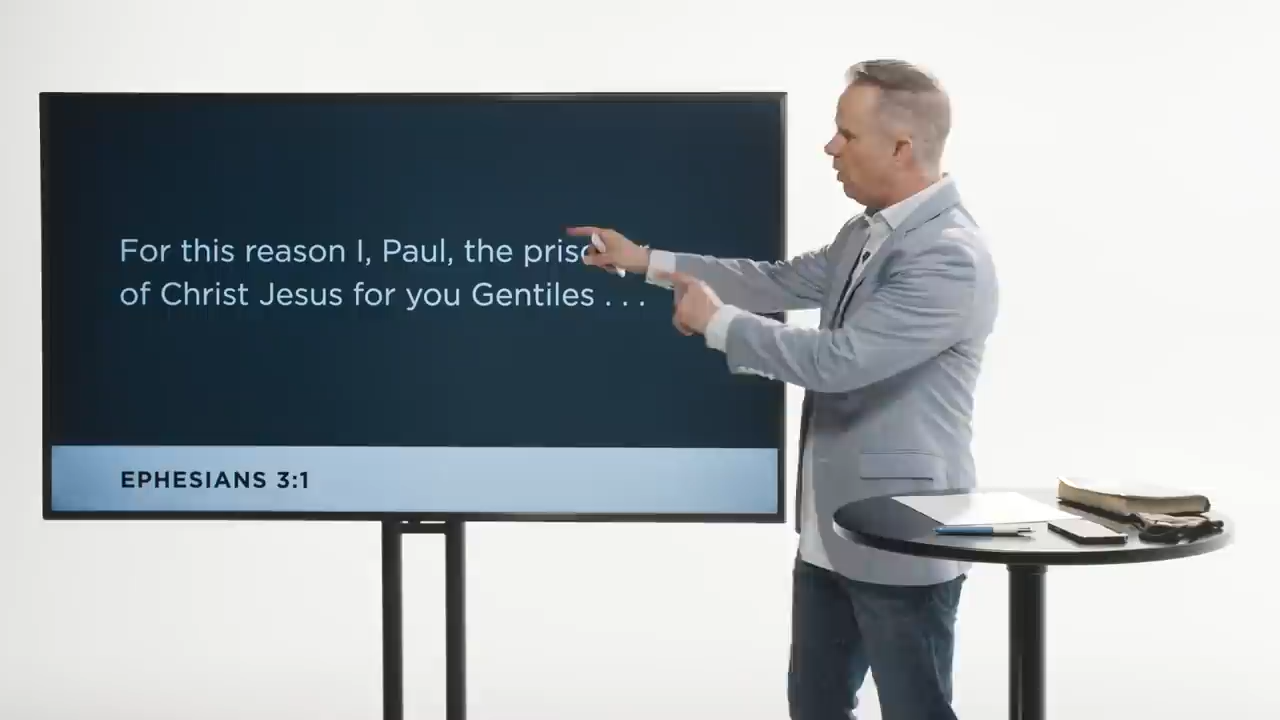 For this reason I, Paul, the
of Christ Jesus for you Gentiles . . .
EPHESIANS 3:1